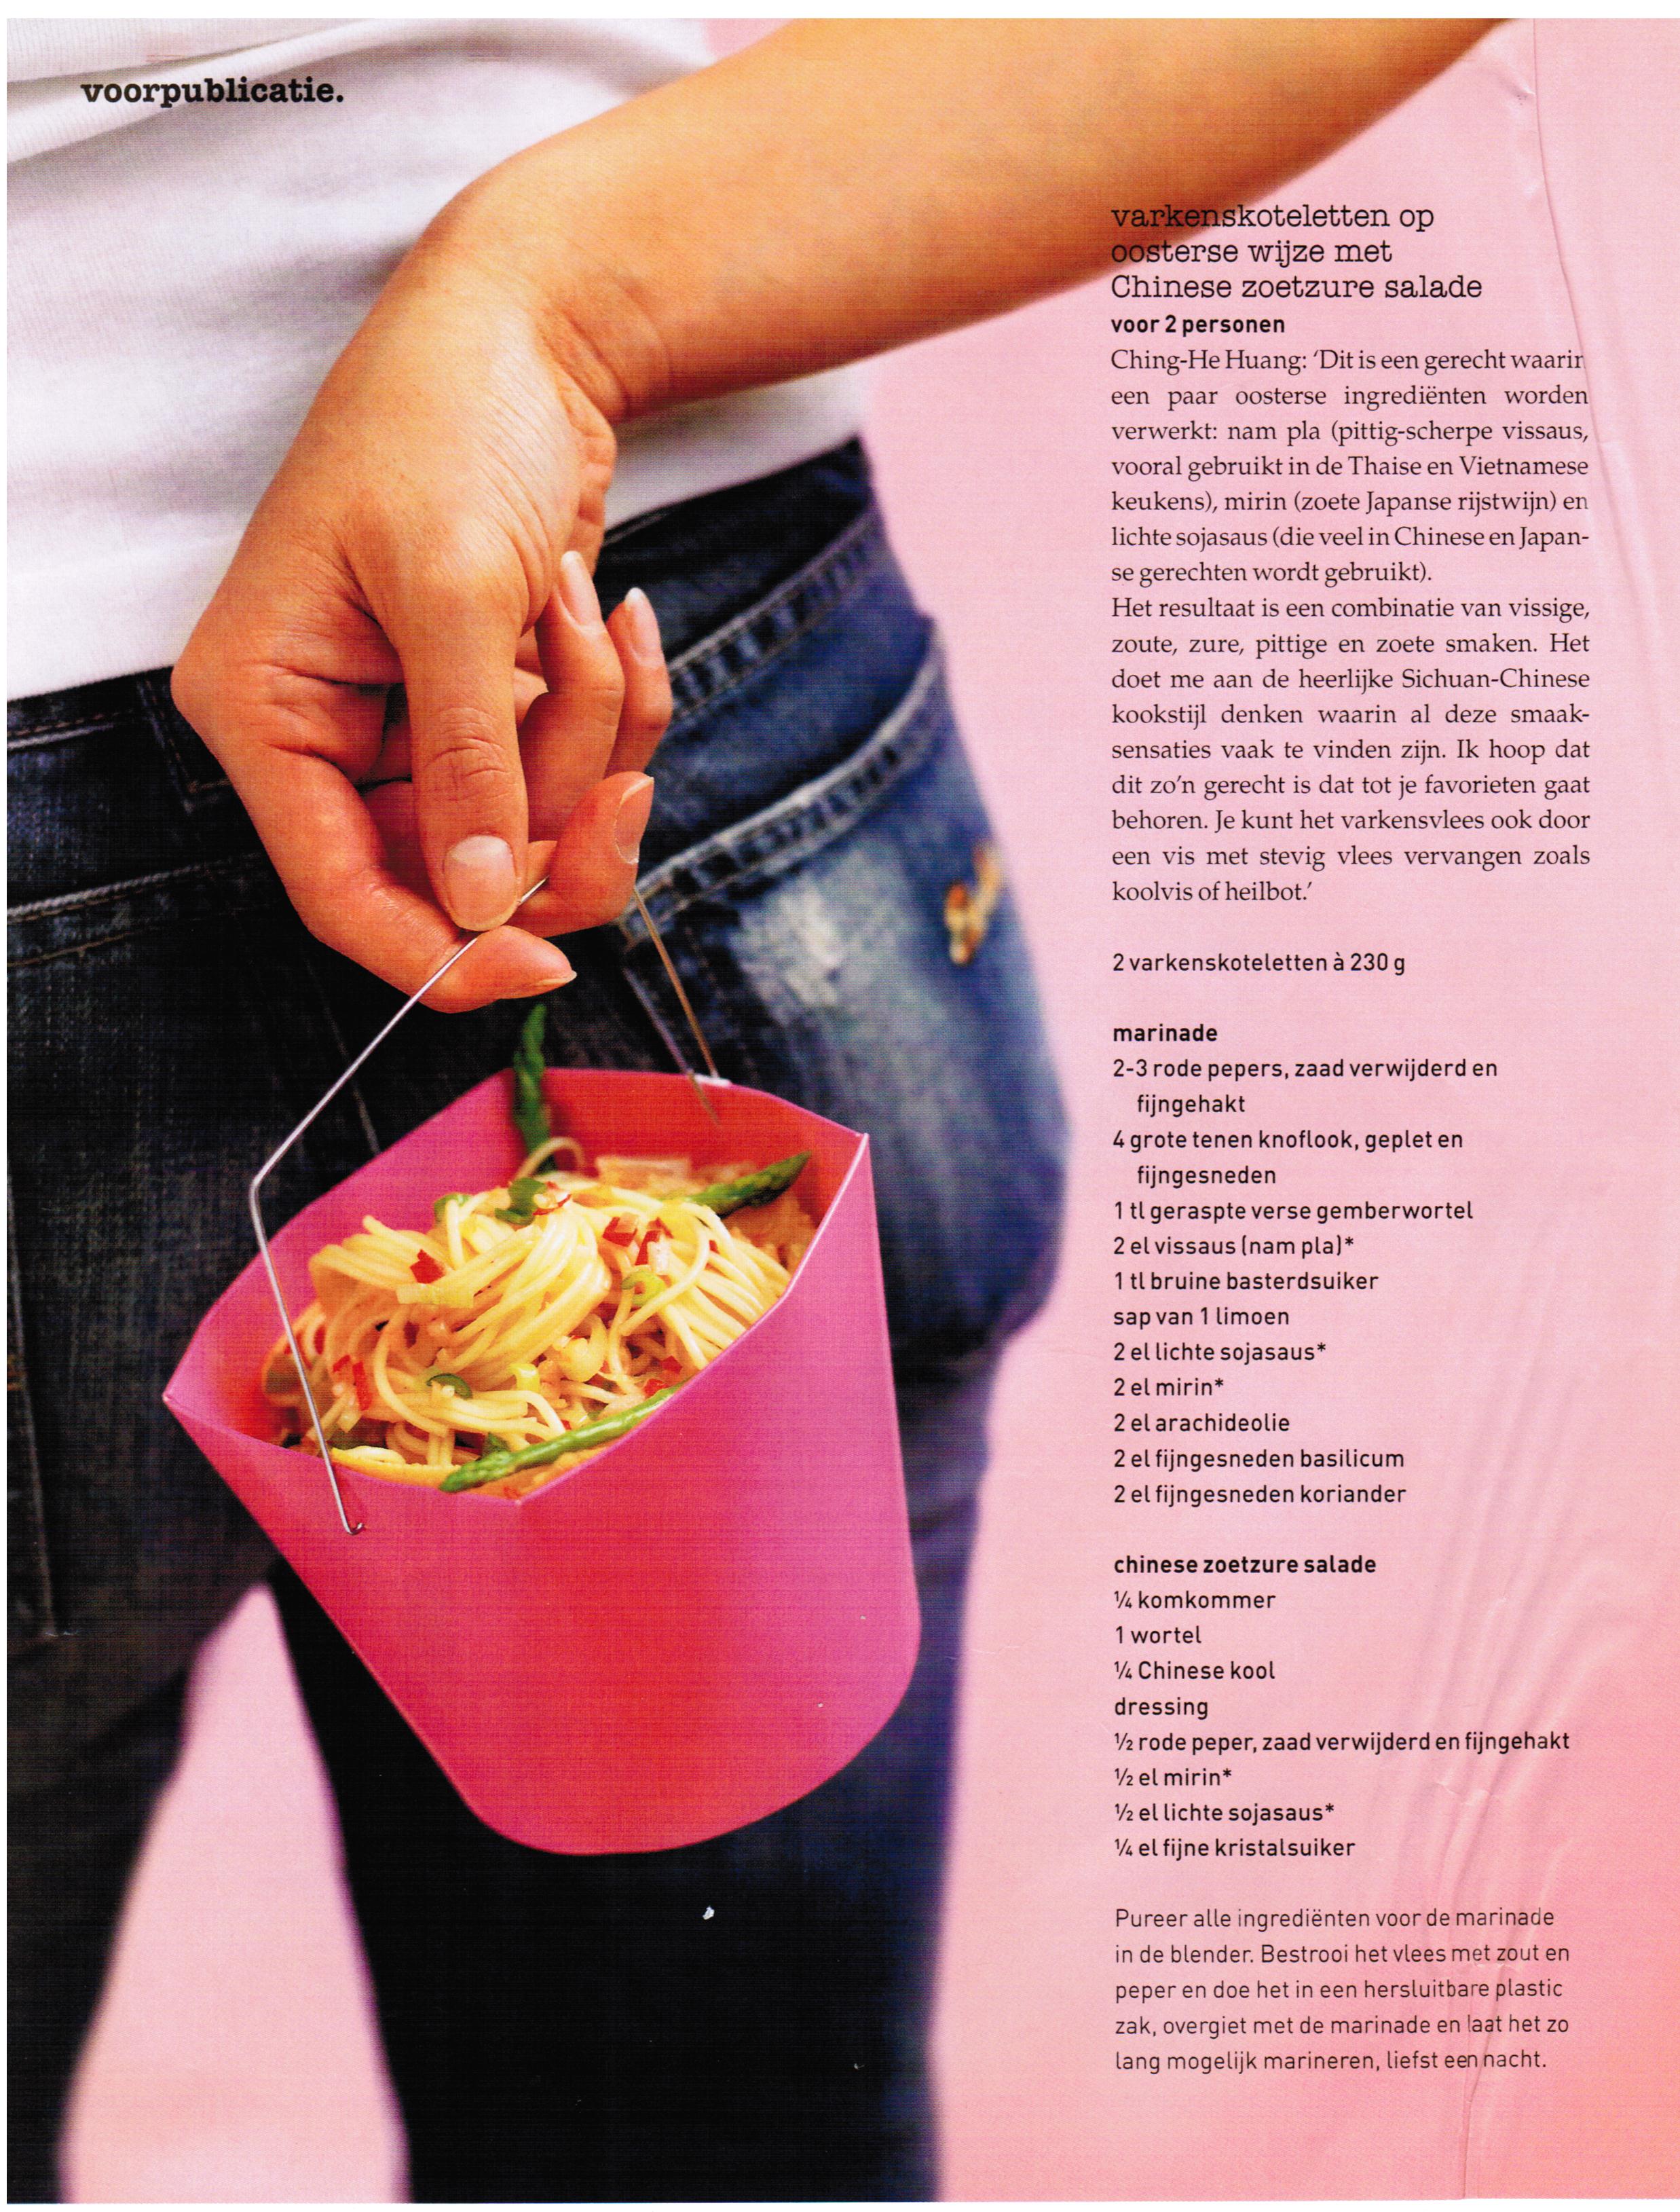 voorpublicatie.
varkenskoteletten op
oosterse wijze met
Chinese zoetzure salade
voor 2 personen
Ching-He Huang: ‘Dit is een gerecht waarin
een paar oosterse ingrediënten worden
verwerkt: nam pla (pittig-scherpe vissaus,
vooral gebruikt in de Thaise en Vietnamese
keukens), mirin (zoete Japanse rijstwijn) en
lichte sojasaus (die veel in Chinese en Japan-
se gerechten wordt gebruikt).
Het resultaat is een combinatie van vissige,
zoute, zure, pittige en zoete smaken. Het
doet me aan de heerlijke Sichuan-Chinese
kookstijl denken waarin al deze smaak-
sensaties vaak te vinden zijn. Ik hoop dat
dit zo’n gerecht is dat tot je favorieten gaat
behoren. Je kunt het varkensvlees ook door
een vis met stevig vlees vervangen zoals
koolvis of heilbot.’
2 varkenskoteletten à 230 g
marinade
2-3 rode pepers, zaad verwijderd en
fijngehakt
4 grote tenen knoflook, geplet en
fijngesneden
1 tl geraspte verse gemberwortel
2 el vissaus (nam pla)*
1 tl bruine basterdsuiker
sap van 1 limoen
2 el lichte sojasaus*
2 el mirin*
2 el arachideolie
2 el fijngesneden basilicum
2 el fijngesneden koriander
chinese zoetzure salade
¼ komkommer
1 wortel
¼ Chinese kool
dressing
½ rode peper, zaad verwijderd en fijngehakt
½ el mirin*
½ el lichte sojasaus*
¼ el fijne kristalsuiker
Pureer alle ingrediënten voor de marinade
in de blender. Bestrooi het vlees met zout en
peper en doe het in een hersluitbare plastic
zak, overgiet met de marinade en laat het zo
lang mogelijk marineren, liefst een nacht.